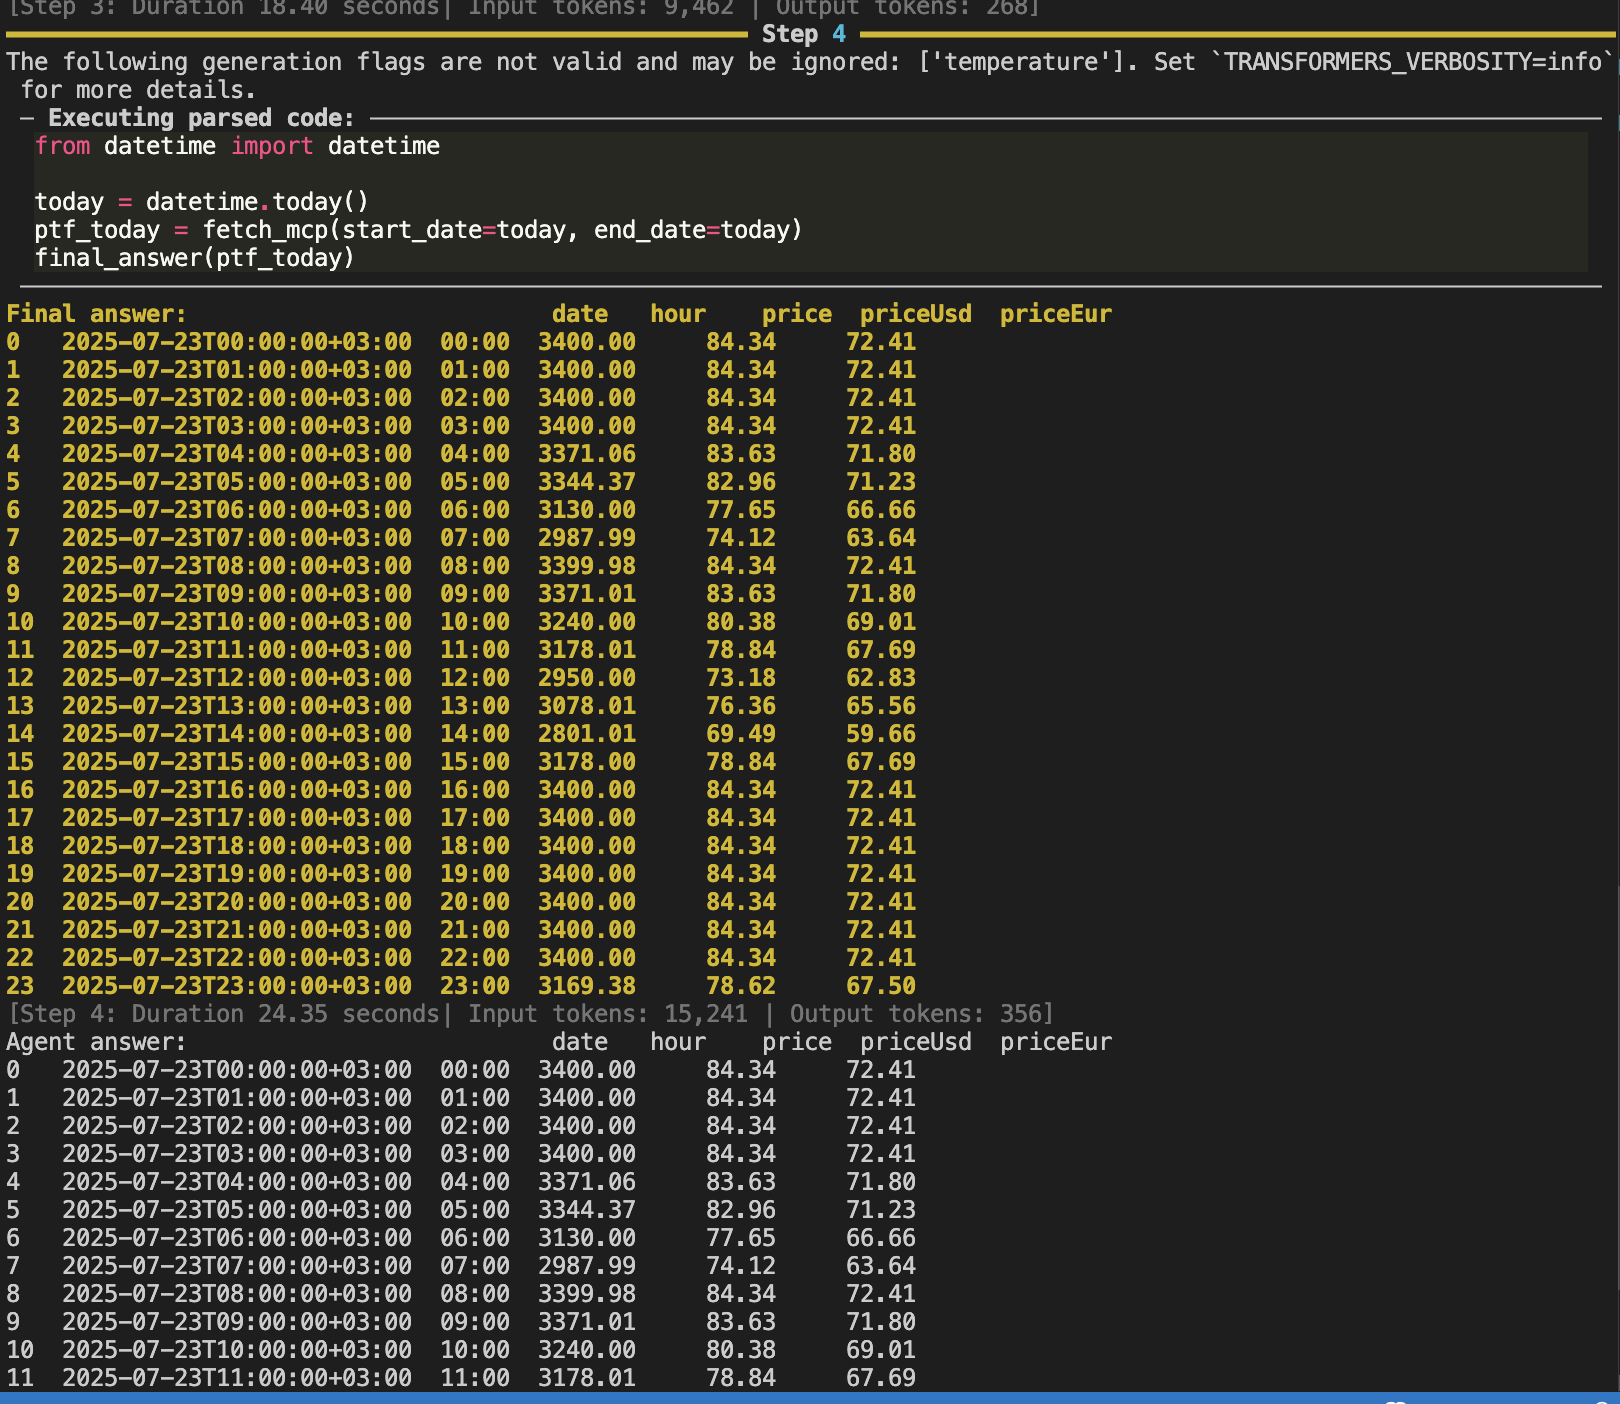 [Step 3: Duration 18.40 seconds| Input tokens: 9,462 | Output tokens: 268]
Step 4
The following generation flags are not valid and may be ignored: ['temperature']. Set `TRANSFORMERS_VERBOSITY=info`
for more details.
─ Executing parsed code: ─
from datetime import datetime
today = datetime.today()
ptf_today = fetch_mcp(start_date=today, end_date=today)
final_answer(ptf_today)
Final answer:                          date   hour    price  priceUsd  priceEur
0   2025-07-23T00:00:00+03:00  00:00  3400.00     84.34     72.41
1   2025-07-23T01:00:00+03:00  01:00  3400.00     84.34     72.41
2   2025-07-23T02:00:00+03:00  02:00  3400.00     84.34     72.41
3   2025-07-23T03:00:00+03:00  03:00  3400.00     84.34     72.41
4   2025-07-23T04:00:00+03:00  04:00  3371.06     83.63     71.80
5   2025-07-23T05:00:00+03:00  05:00  3344.37     82.96     71.23
6   2025-07-23T06:00:00+03:00  06:00  3130.00     77.65     66.66
7   2025-07-23T07:00:00+03:00  07:00  2987.99     74.12     63.64
8   2025-07-23T08:00:00+03:00  08:00  3399.98     84.34     72.41
9   2025-07-23T09:00:00+03:00  09:00  3371.01     83.63     71.80
10  2025-07-23T10:00:00+03:00  10:00  3240.00     80.38     69.01
11  2025-07-23T11:00:00+03:00  11:00  3178.01     78.84     67.69
12  2025-07-23T12:00:00+03:00  12:00  2950.00     73.18     62.83
13  2025-07-23T13:00:00+03:00  13:00  3078.01     76.36     65.56
14  2025-07-23T14:00:00+03:00  14:00  2801.01     69.49     59.66
15  2025-07-23T15:00:00+03:00  15:00  3178.00     78.84     67.69
16  2025-07-23T16:00:00+03:00  16:00  3400.00     84.34     72.41
17  2025-07-23T17:00:00+03:00  17:00  3400.00     84.34     72.41
18  2025-07-23T18:00:00+03:00  18:00  3400.00     84.34     72.41
19  2025-07-23T19:00:00+03:00  19:00  3400.00     84.34     72.41
20  2025-07-23T20:00:00+03:00  20:00  3400.00     84.34     72.41
21  2025-07-23T21:00:00+03:00  21:00  3400.00     84.34     72.41
22  2025-07-23T22:00:00+03:00  22:00  3400.00     84.34     72.41
23  2025-07-23T23:00:00+03:00  23:00  3169.38     78.62     67.50
[Step 4: Duration 24.35 seconds| Input tokens: 15,241 | Output tokens: 356]
Agent answer:                          date   hour    price  priceUsd  priceEur
0   2025-07-23T00:00:00+03:00  00:00  3400.00     84.34     72.41
1   2025-07-23T01:00:00+03:00  01:00  3400.00     84.34     72.41
2   2025-07-23T02:00:00+03:00  02:00  3400.00     84.34     72.41
3   2025-07-23T03:00:00+03:00  03:00  3400.00     84.34     72.41
4   2025-07-23T04:00:00+03:00  04:00  3371.06     83.63     71.80
5   2025-07-23T05:00:00+03:00  05:00  3344.37     82.96     71.23
6   2025-07-23T06:00:00+03:00  06:00  3130.00     77.65     66.66
7   2025-07-23T07:00:00+03:00  07:00  2987.99     74.12     63.64
8   2025-07-23T08:00:00+03:00  08:00  3399.98     84.34     72.41
9   2025-07-23T09:00:00+03:00  09:00  3371.01     83.63     71.80
10  2025-07-23T10:00:00+03:00  10:00  3240.00     80.38     69.01
11  2025-07-23T11:00:00+03:00  11:00  3178.01     78.84     67.69